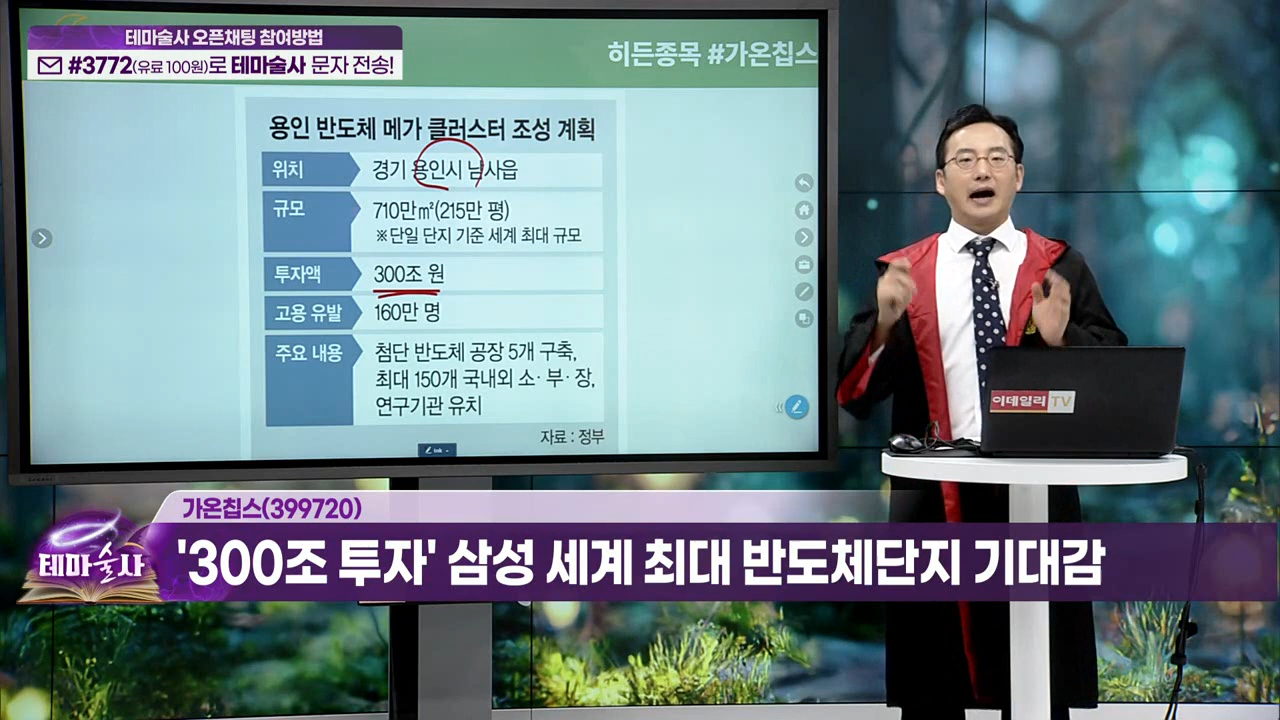 테마술사 오픈채팅 참여방법
#3772(유료 100원)로 테마술사 문자 전송!
히든종목 #가온칩스
용인 반도체 메가 클러스터 조성 계획
위치 경기 용인시 남사읍
규모 710만㎡(215만 평)
※단일 단지 기준 세계 최대 규모
투자액 300조 원
고용 유발 160만 명
주요 내용 첨단 반도체 공장 5개 구축,
최대 150개 국내외 소·부·장,
연구기관 유치
자료 : 정부
Ink
이데일리TV
가온칩스(399720)
테마술사
'300조 투자' 삼성 세계 최대 반도체단지 기대감